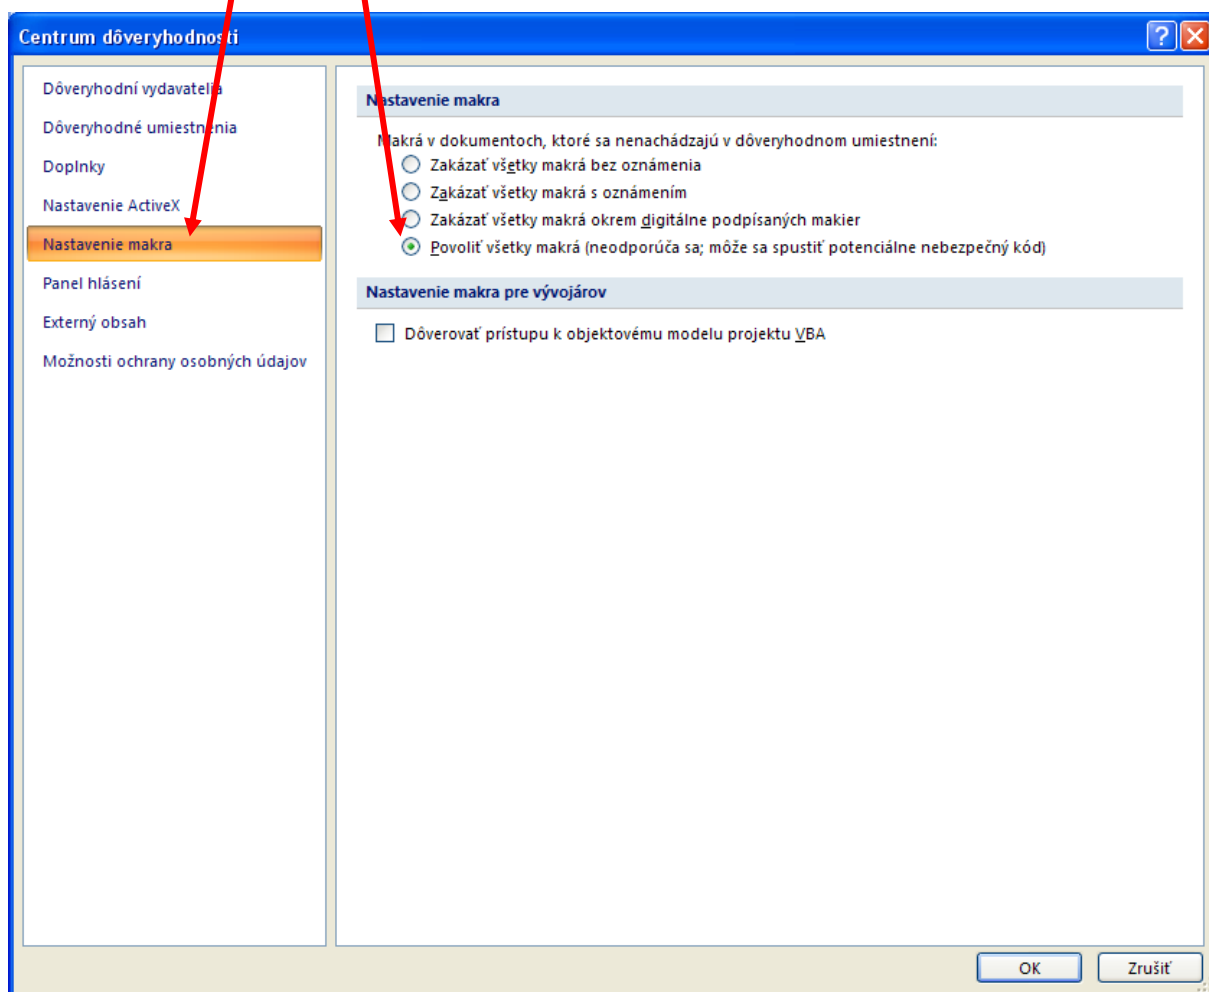 Centrum dôveryhodnosti
Dôveryhodní vydavatelia
Dôveryhodné umiestnenia
Doplnky
Nastavenie ActiveX
Nastavenie makra
Panel hlásení
Externý obsah
Možnosti ochrany osobných údajov
Nastavenie makra
Makrá v dokumentoch, ktoré sa nenachádzajú v dôveryhodnom umiestnení:
Zakázať všetky makrá bez oznámenia
Zakázať všetky makrá s oznámením
Zakázať všetky makrá okrem digitálne podpísaných makier
Povoliť všetky makrá (neodporúča sa; môže sa spustiť potenciálne nebezpečný kód)
Nastavenie makra pre vývojárov
Dôverovať prístupu k objektovému modelu projektu VBA
OK
Zrušiť